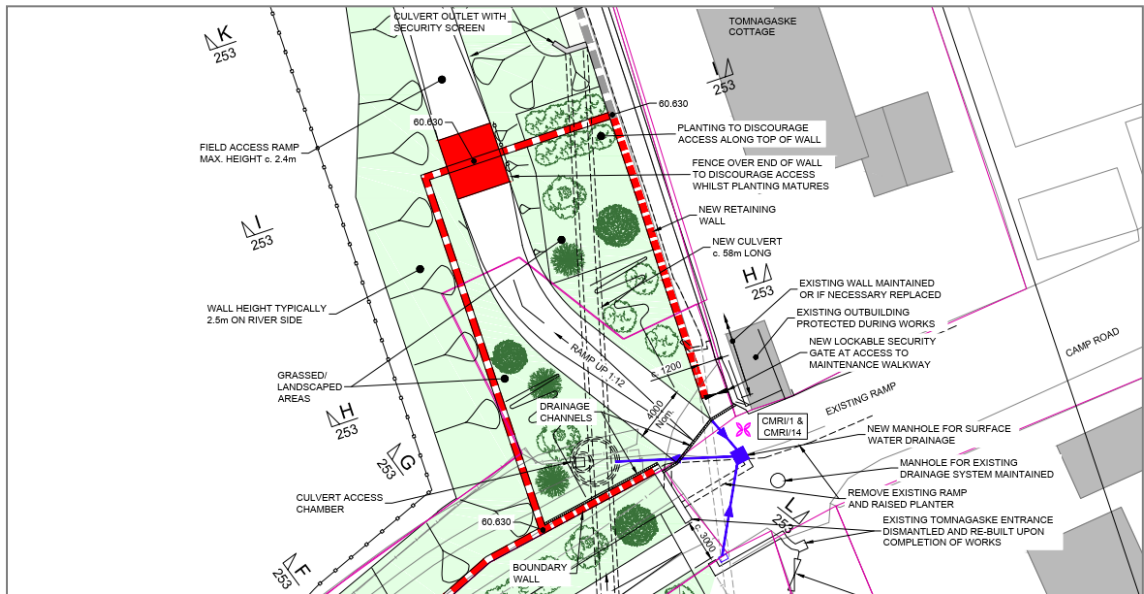 K
253
CULVERT OUTLET WITH
SECURITY SCREEN
TOMNAGASKE
COTTAGE
I
253
60.630
60.630
FIELD ACCESS RAMP
MAX. HEIGHT c. 2.4m
PLANTING TO DISCOURAGE
ACCESS ALONG TOP OF WALL
FENCE OVER END OF WALL
TO DISCOURAGE ACCESS
WHILST PLANTING MATURES
NEW RETAINING
WALL
I
253
NEW CULVERT
c. 58m LONG
H
253
EXISTING WALL MAINTAINED
OR IF NECESSARY REPLACED
WALL HEIGHT TYPICALLY
2.5m ON RIVER SIDE
EXISTING OUTBUILDING
PROTECTED DURING WORKS
NEW LOCKABLE SECURITY
GATE AT ACCESS TO
MAINTENANCE WALKWAY
CAMP ROAD
RAMP UP 1:12
c. 1200
GRASSED/
LANDSCAPED
AREAS
EXISTING RAMP
H
253
DRAINAGE
CHANNELS
4000
Nom.
CMRI/1 &
CMRI/14
NEW MANHOLE FOR SURFACE
WATER DRAINAGE
G
253
MANHOLE FOR EXISTING
DRAINAGE SYSTEM MAINTAINED
CULVERT ACCESS
CHAMBER
REMOVE EXISTING RAMP
AND RAISED PLANTER
L
253
60.630
EXISTING TOMNAGASKE ENTRANCE
DISMANTLED AND RE-BUILT UPON
COMPLETION OF WORKS
c. 3000
F
253
BOUNDARY
WALL